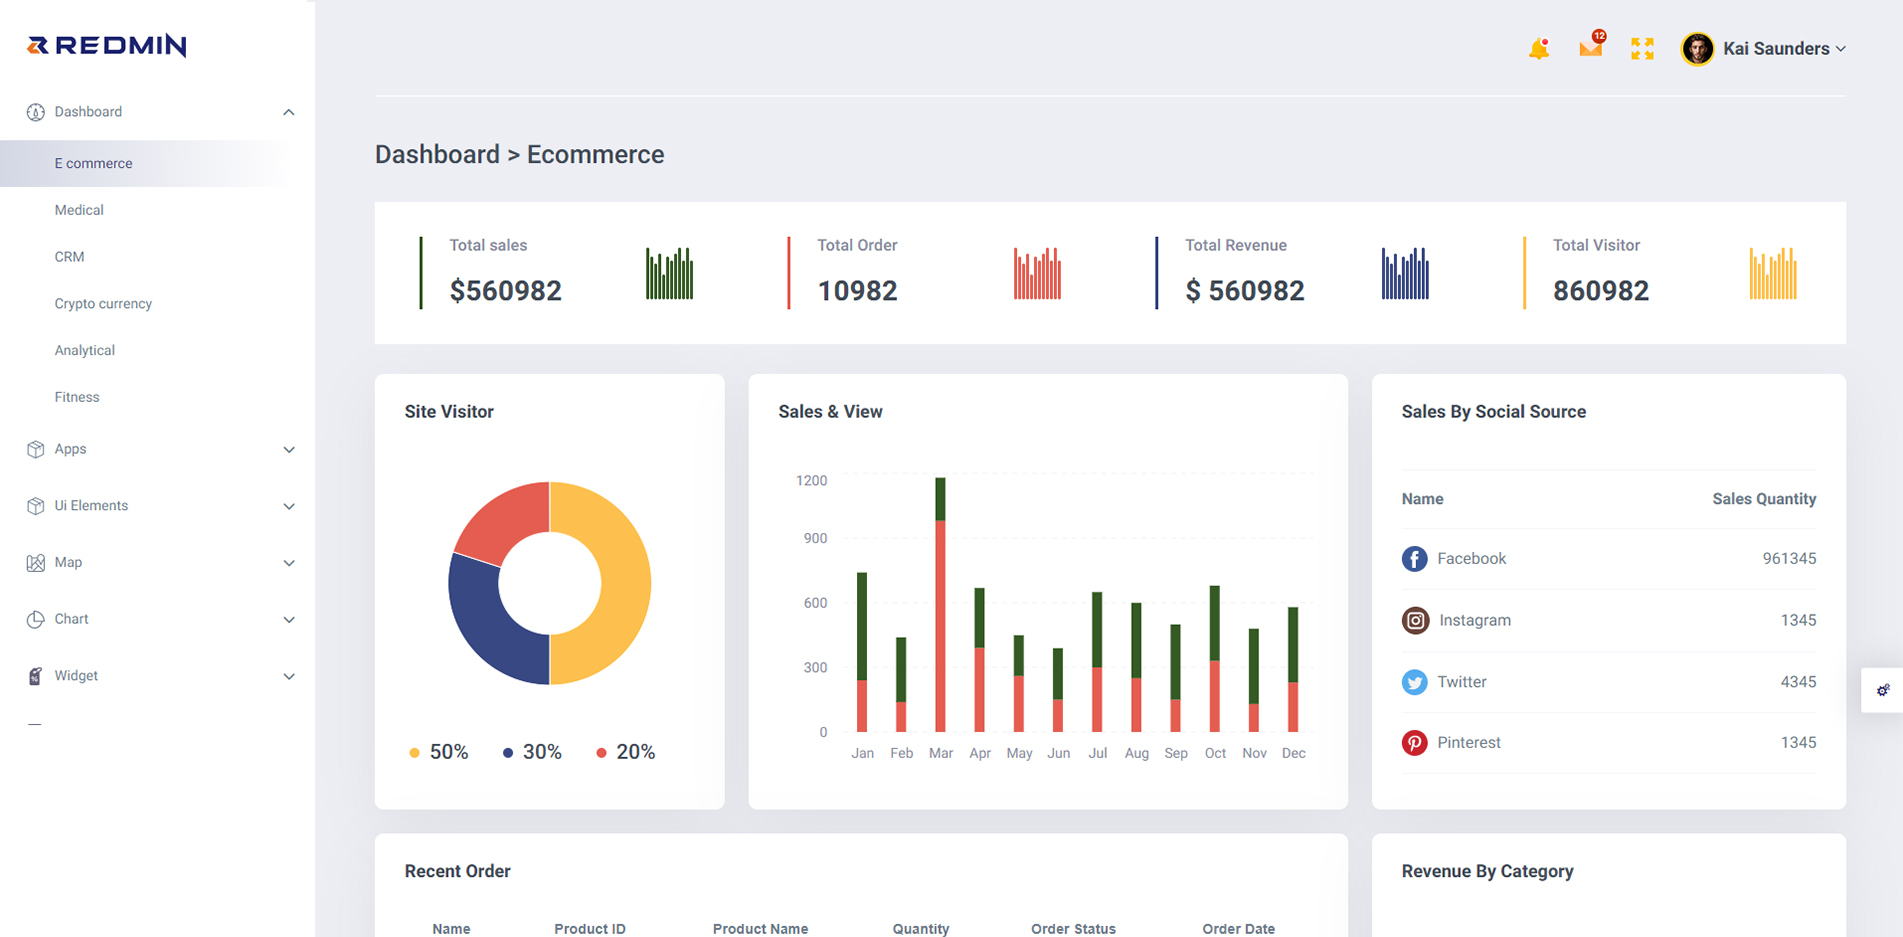 REDMIN
12
Kai Saunders
Dashboard
E commerce
Medical
CRM
Crypto currency
Analytical
Fitness
Apps
Ui Elements
Map
Chart
Widget
Dashboard > Ecommerce
Total sales
$560982
Total Order
10982
Total Revenue
$ 560982
Total Visitor
860982
Site Visitor
50% 30% 20%
Sales & View
1200
900
600
300
0
Jan Feb Mar Apr May Jun Jul Aug Sep Oct Nov Dec
Sales By Social Source
Name Sales Quantity
Facebook 961345
Instagram 1345
Twitter 4345
Pinterest 1345
Recent Order
Name Product ID Product Name Quantity Order Status Order Date
Revenue By Category